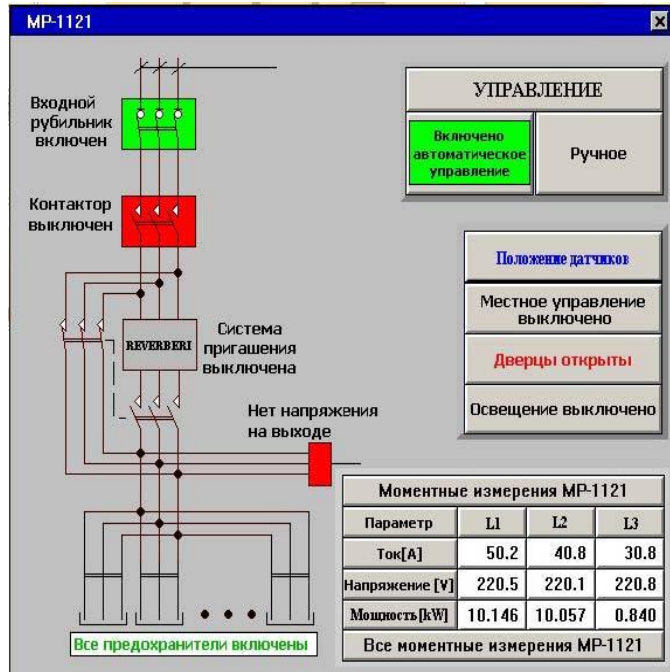 MP-1121
Входной
рубильник
включен
УПРАВЛЕНИЕ
Включено
автоматическое
управление
Ручное
Контактор
выключен
Положение датчиков
Местное управление
выключено
Дверцы открыты
Освещение выключено
REVERBERI
Система
пригашения
выключена
Нет напряжения
на выходе
Моментные измерения МР-1121
Параметр L1 L2 L3
Ток[А] 50.2 40.8 30.8
Напряжение [V] 220.5 220.1 220.8
Мощность[kW] 10.146 10.057 0.840
Все моментные измерения МР-1121
Все предохранители включены